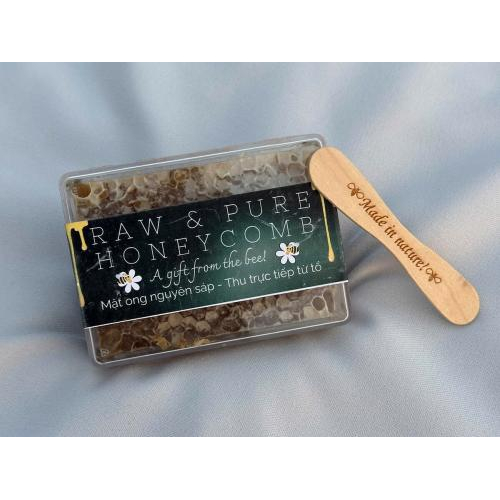 RAW & PURE
HONEYCOMB
A gift from the bee!
Mật ong nguyên sáp - Thu trực tiếp từ tổ
Made in nature!